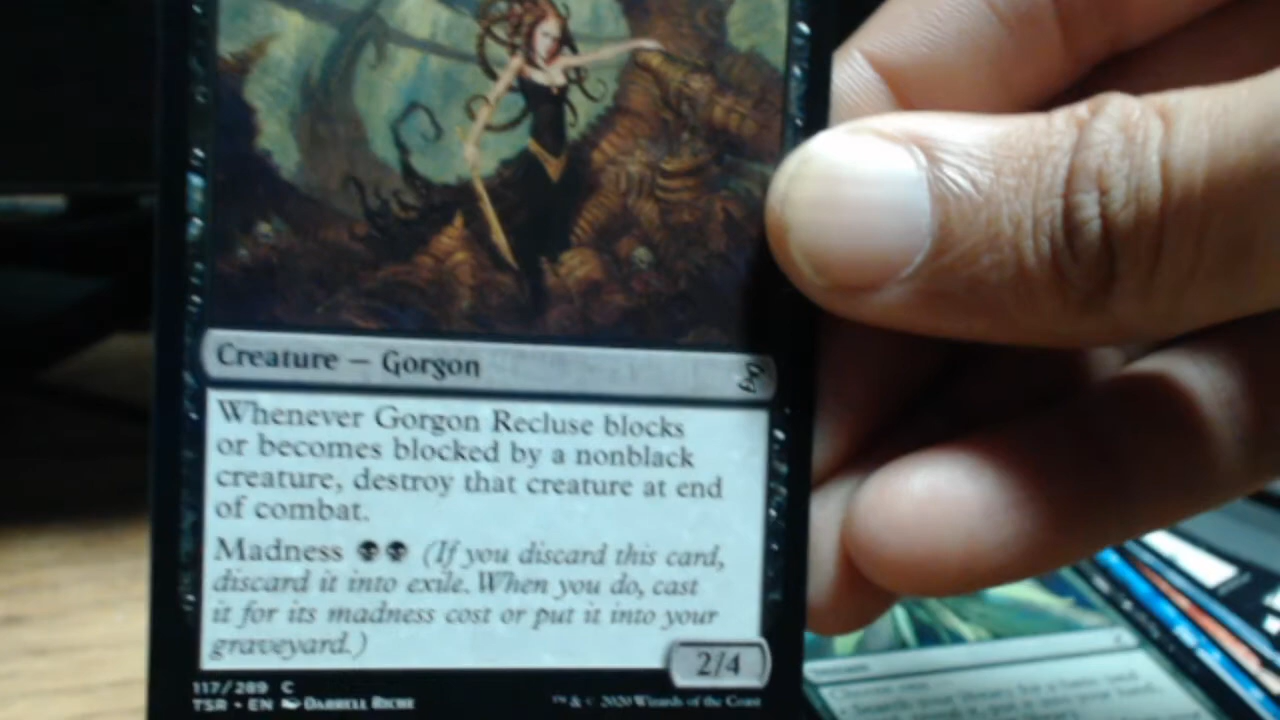 Creature — Gorgon
Whenever Gorgon Recluse blocks
or becomes blocked by a nonblack
creature, destroy that creature at end
of combat.
Madness (If you discard this card,
discard it into exile. When you do, cast
it for its madness cost or put it into your
graveyard.)
2/4
117/289 C
TSR • EN Darrell Riche
™ & © 2020 Wizards of the Coast